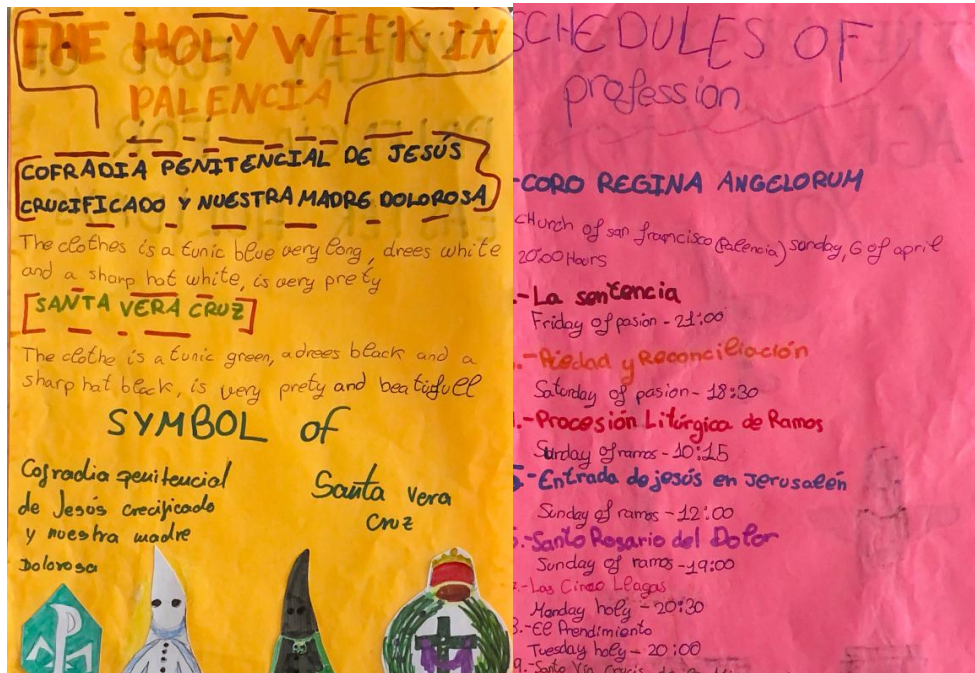 THE HOLY WEEK IN
PALENCIA
COFRADIA PENITENCIAL DE JESÚS
CRUCIFICADO Y NUESTRA MADRE DOLOROSA
The clothes is a tunic blue very long, drees white
and a sharp hat white, is very prety
SANTA VERA CRUZ
The clothe is a tunic green, a drees black and a
sharp hat black, is very prety and beatifull
SYMBOL of
Cofradia penitencial
de Jesús crecificado
y nuestra madre
Dolorosa
Santa vera
cruz
SCHEDULES OF
profession
-CORO REGINA ANGELORUM
CHurch of san francisco (Palencia) sunday, 6 of april
20:00 Hours
.-La sentencia
Friday of pasion - 21:00
.-Piedad y Reconciliación
Saturday of pasion - 18:30
.-Procesión Litúrgica de Ramos
Sunday of ramos - 10:15
5.-Entrada de jesús en Jerusalén
Sunday of ramos - 12:00
.-Santo Rosario del Dolor
Sunday of ramos - 19:00
.-Las Cinco Llagas
Monday holy - 20:30
8.-El Prendimiento
Tuesday holy - 20:00
9.-Santo Vía Crucis de